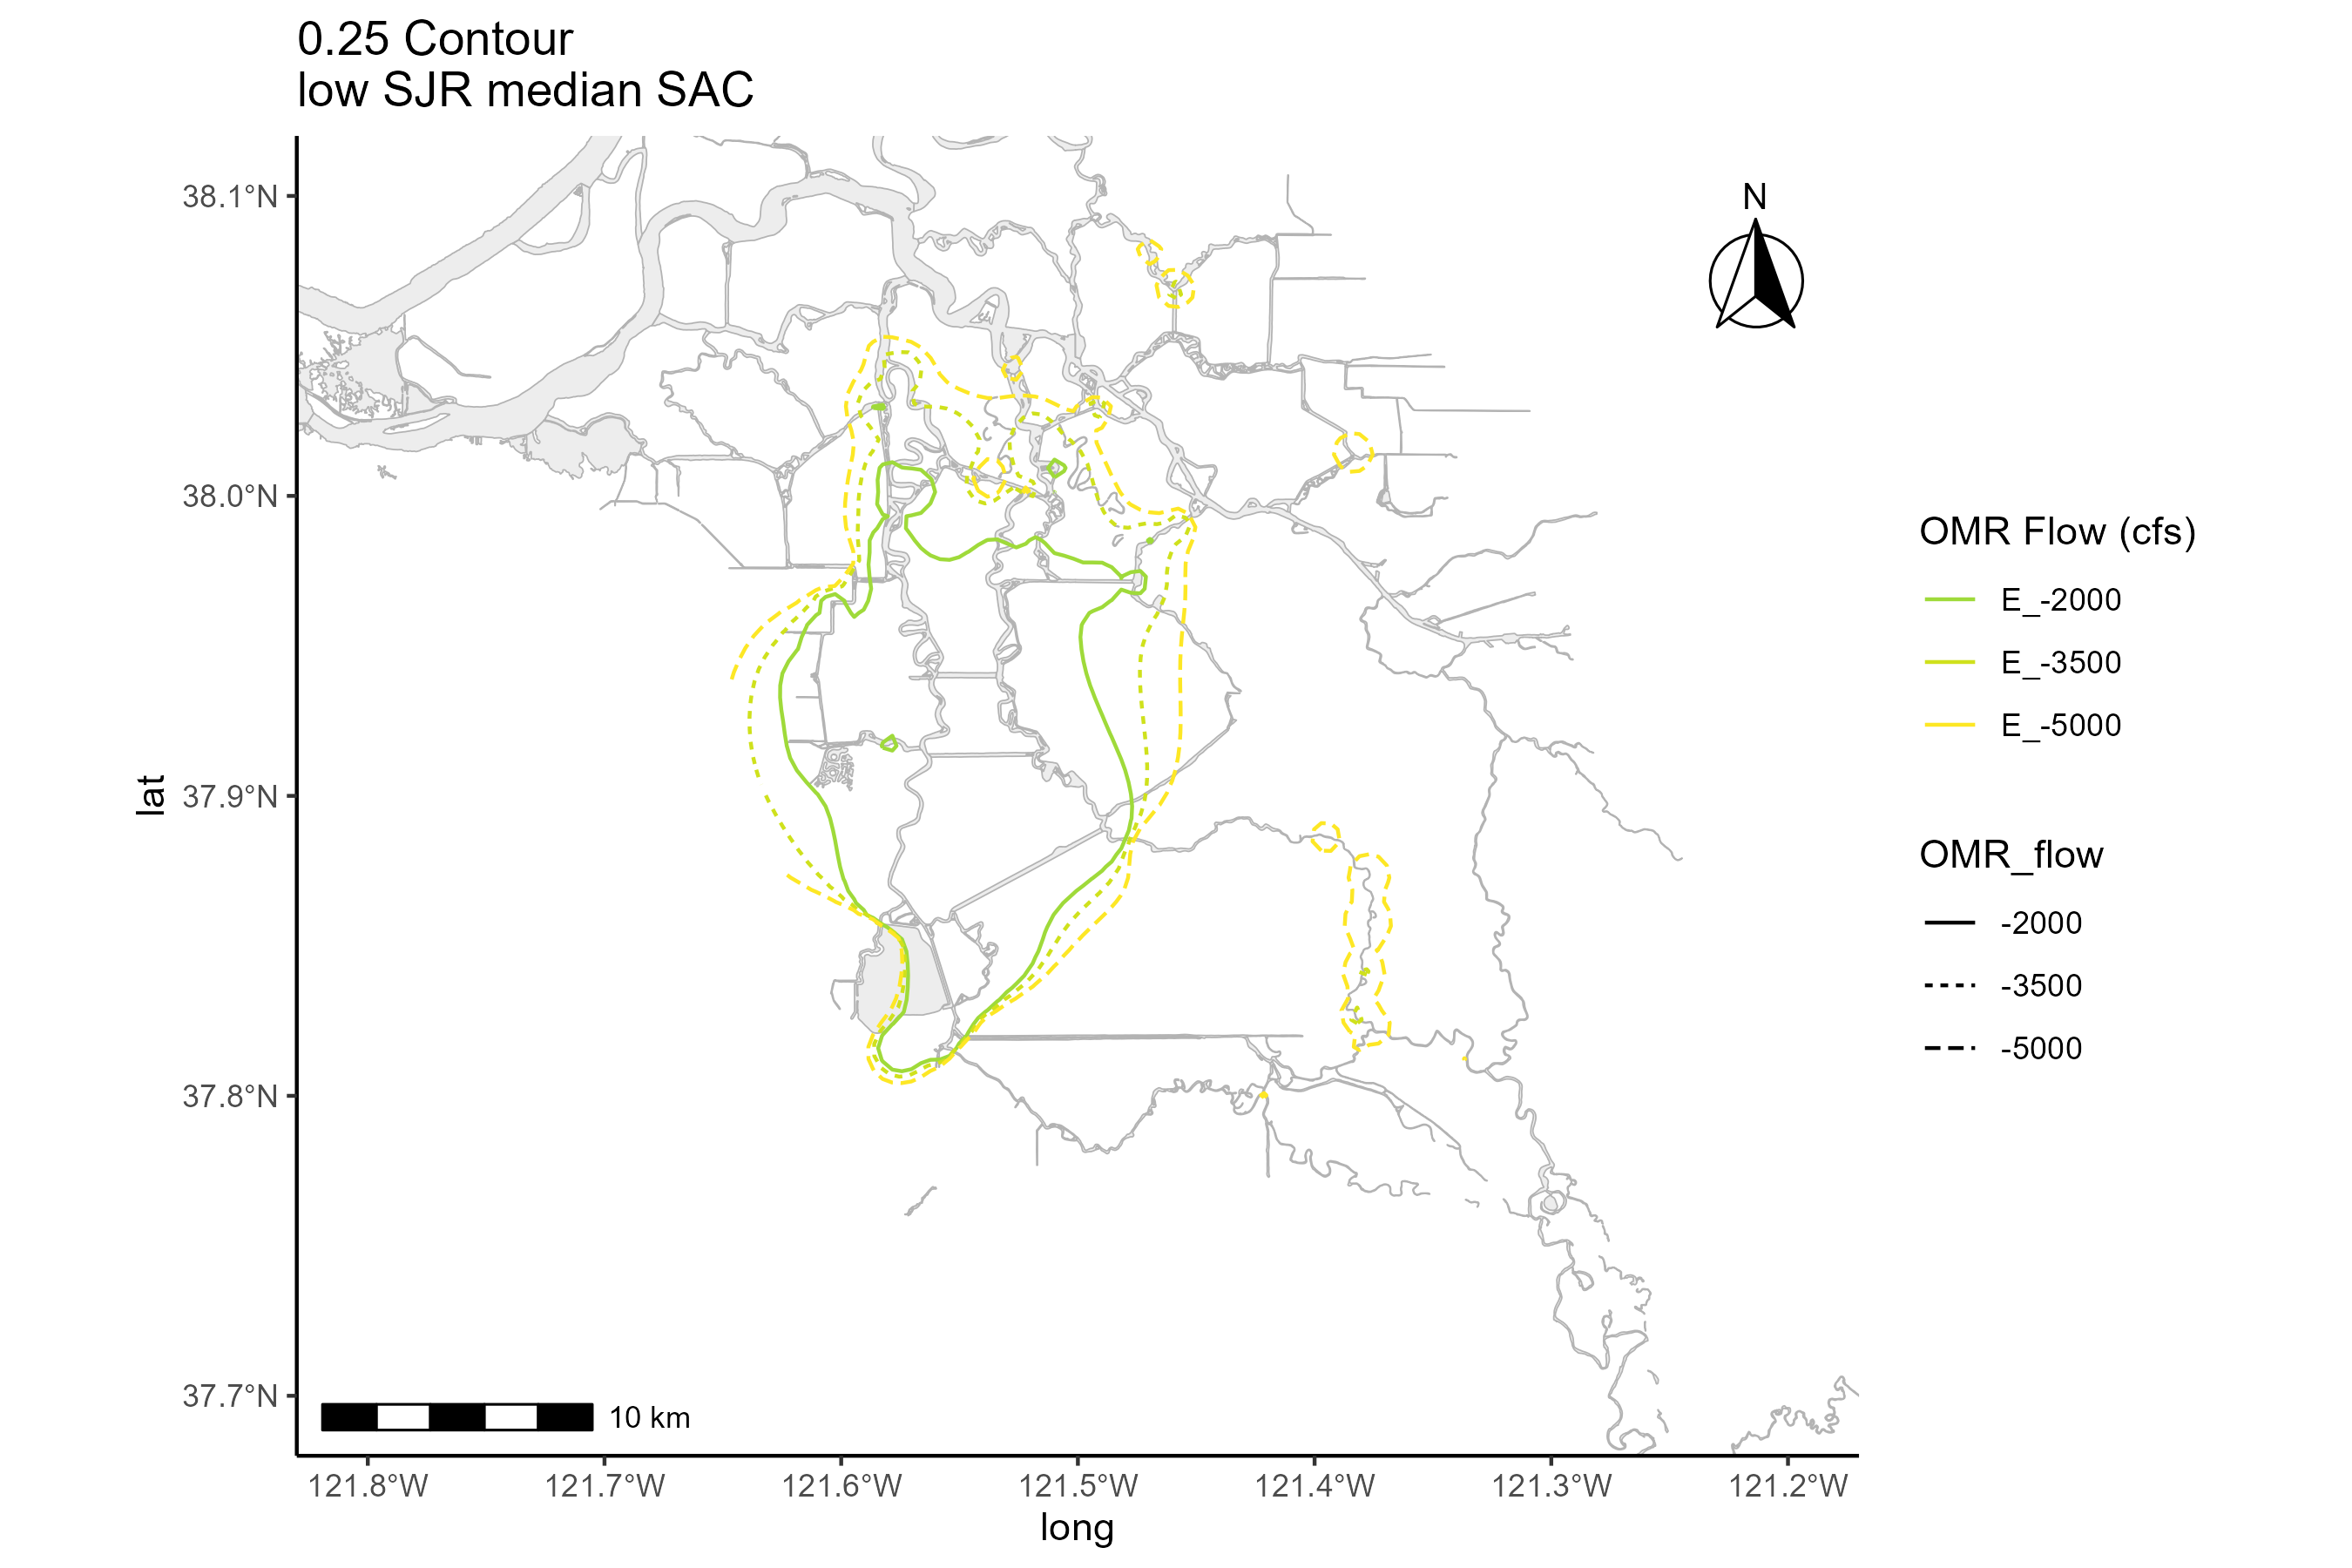 0.25 Contour
low SJR median SAC
N
38.1°N
38.0°N
37.9°N
37.8°N
37.7°N
lat
10 km
121.8°W
121.7°W
121.6°W
121.5°W
121.4°W
121.3°W
121.2°W
long
OMR Flow (cfs)
E_-2000
E_-3500
E_-5000
OMR_flow
-2000
-3500
-5000